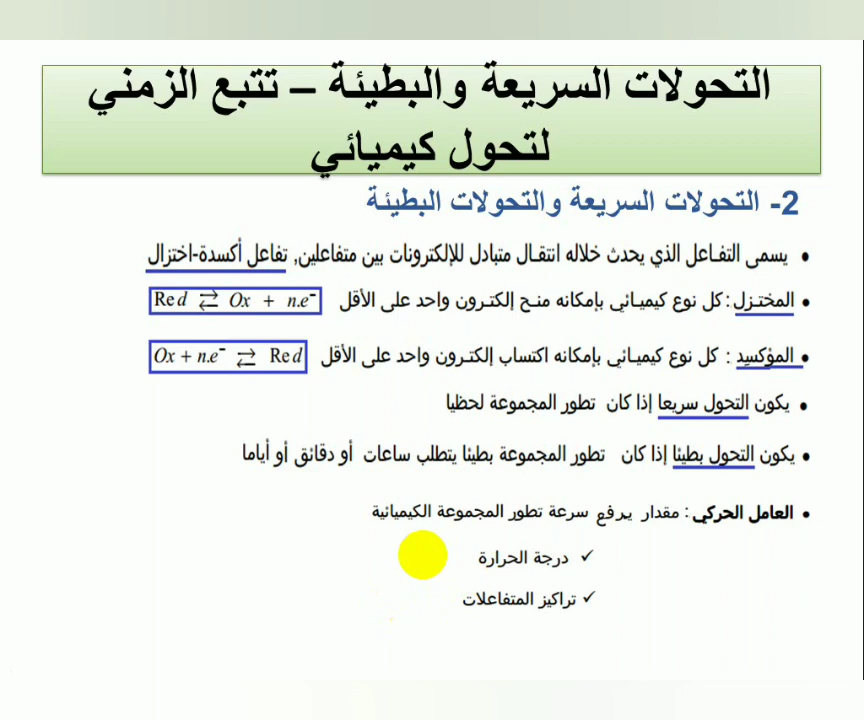 التحولات السريعة والبطيئة – تتبع الزمني
لتحول كيميائي
2- التحولات السريعة والتحولات البطيئة
• يسمى التفاعل الذي يحدث خلاله انتقال متبادل للإلكترونات بين متفاعلين, تفاعل أكسدة-اختزال
• المختزل : كل نوع كيميائي بإمكانه منح إلكترون واحد على الأقل Red ⇄ Ox + n.e⁻
• المؤكسِد : كل نوع كيميائي بإمكانه اكتساب إلكترون واحد على الأقل Ox + n.e⁻ ⇄ Red
• يكون التحول سريعا إذا كان تطور المجموعة لحظيا
• يكون التحول بطيئا إذا كان تطور المجموعة بطيئا يتطلب ساعات أو دقائق أو أياما
• العامل الحركي : مقدار يرفع سرعة تطور المجموعة الكيميائية
✓ درجة الحرارة
✓ تراكيز المتفاعلات